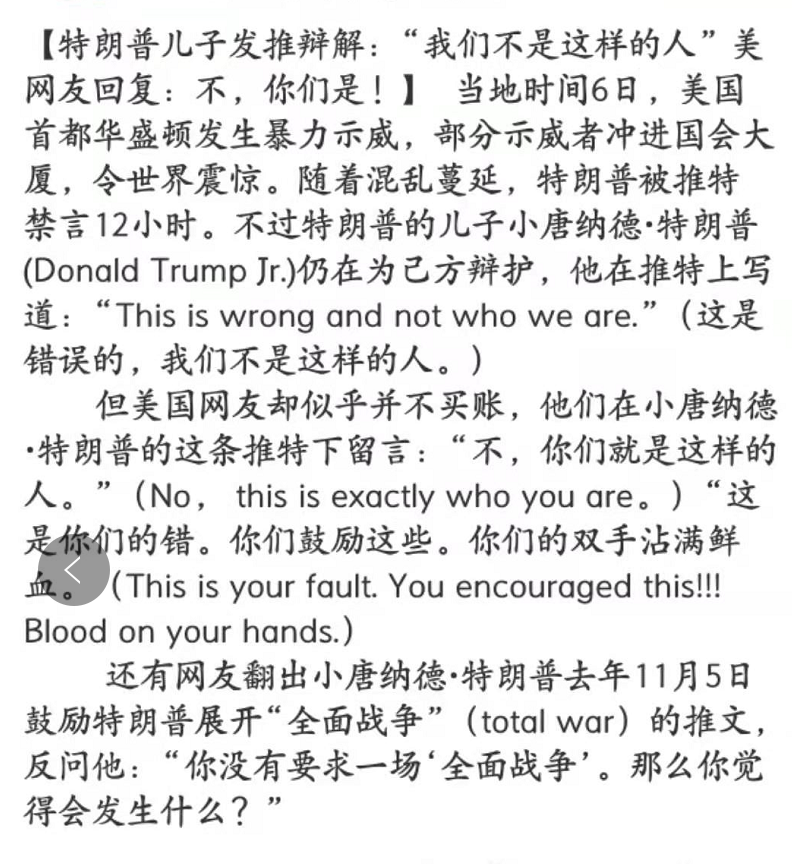 【特朗普儿子发推辩解：“我们不是这样的人”美
网友回复：不，你们是！】 当地时间6日，美国
首都华盛顿发生暴力示威，部分示威者冲进国会大
厦，令世界震惊。随着混乱蔓延，特朗普被推特
禁言12小时。不过特朗普的儿子小唐纳德·特朗普
(Donald Trump Jr.)仍在为己方辩护，他在推特上写
道：“This is wrong and not who we are.”（这是
错误的，我们不是这样的人。）
但美国网友却似乎并不买账，他们在小唐纳德
·特朗普的这条推特下留言：“不，你们就是这样的
人。”（No， this is exactly who you are。）“这
是你们的错。你们鼓励这些。你们的双手沾满鲜
血。（This is your fault. You encouraged this!!!
Blood on your hands.）
还有网友翻出小唐纳德·特朗普去年11月5日
鼓励特朗普展开“全面战争”（total war）的推文，
反问他：“你没有要求一场‘全面战争’。那么你觉
得会发生什么？”